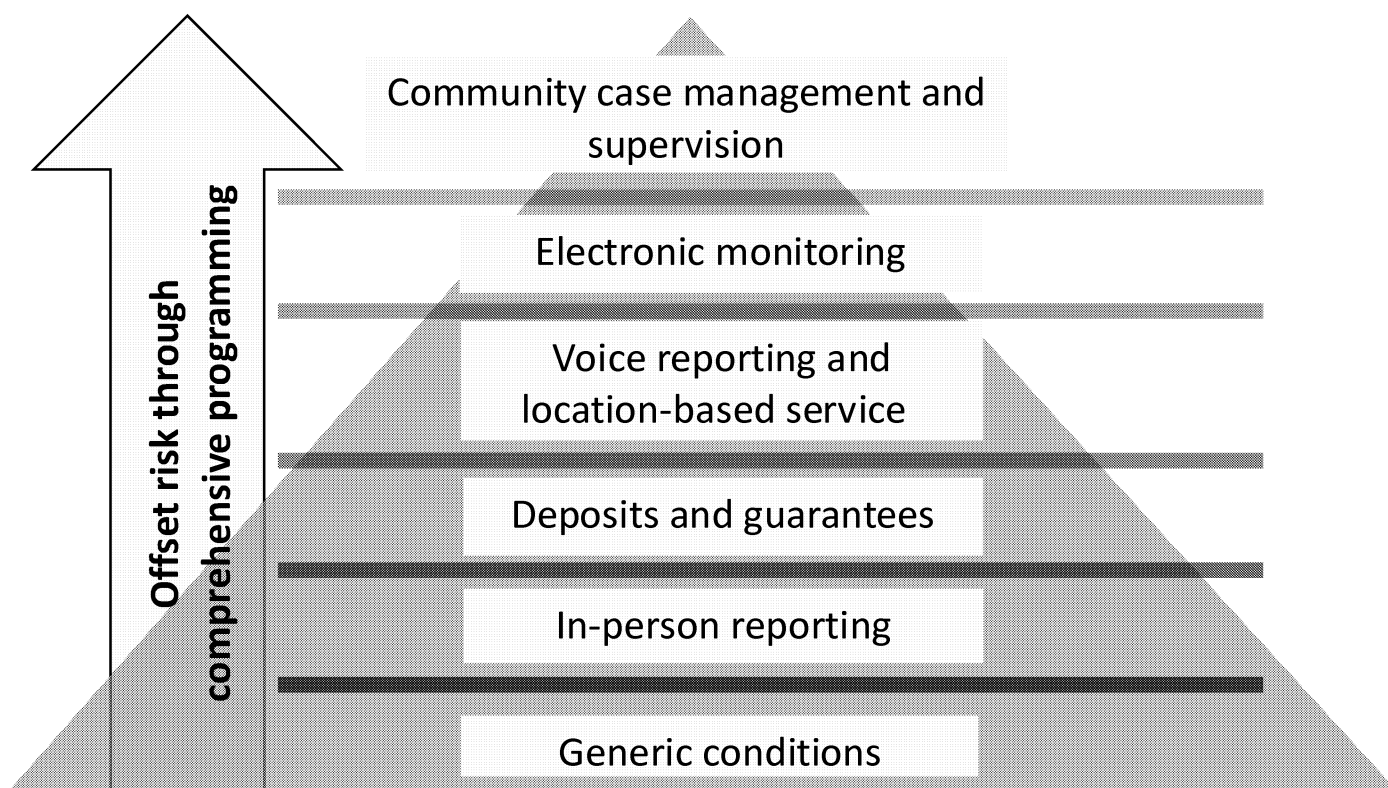 Offset risk through
comprehensive programming
Community case management and
supervision
Electronic monitoring
Voice reporting and
location-based service
Deposits and guarantees
In-person reporting
Generic conditions